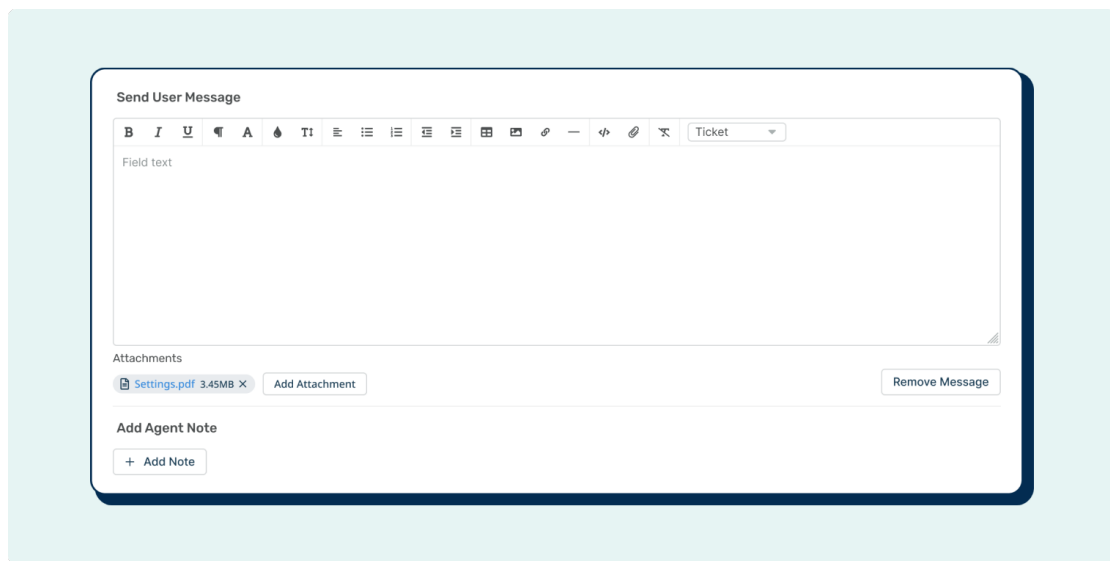 Send User Message
B I U ¶ A T Ticket
Field text
Attachments
Settings.pdf 3.45MB × Add Attachment
Remove Message
Add Agent Note
+ Add Note